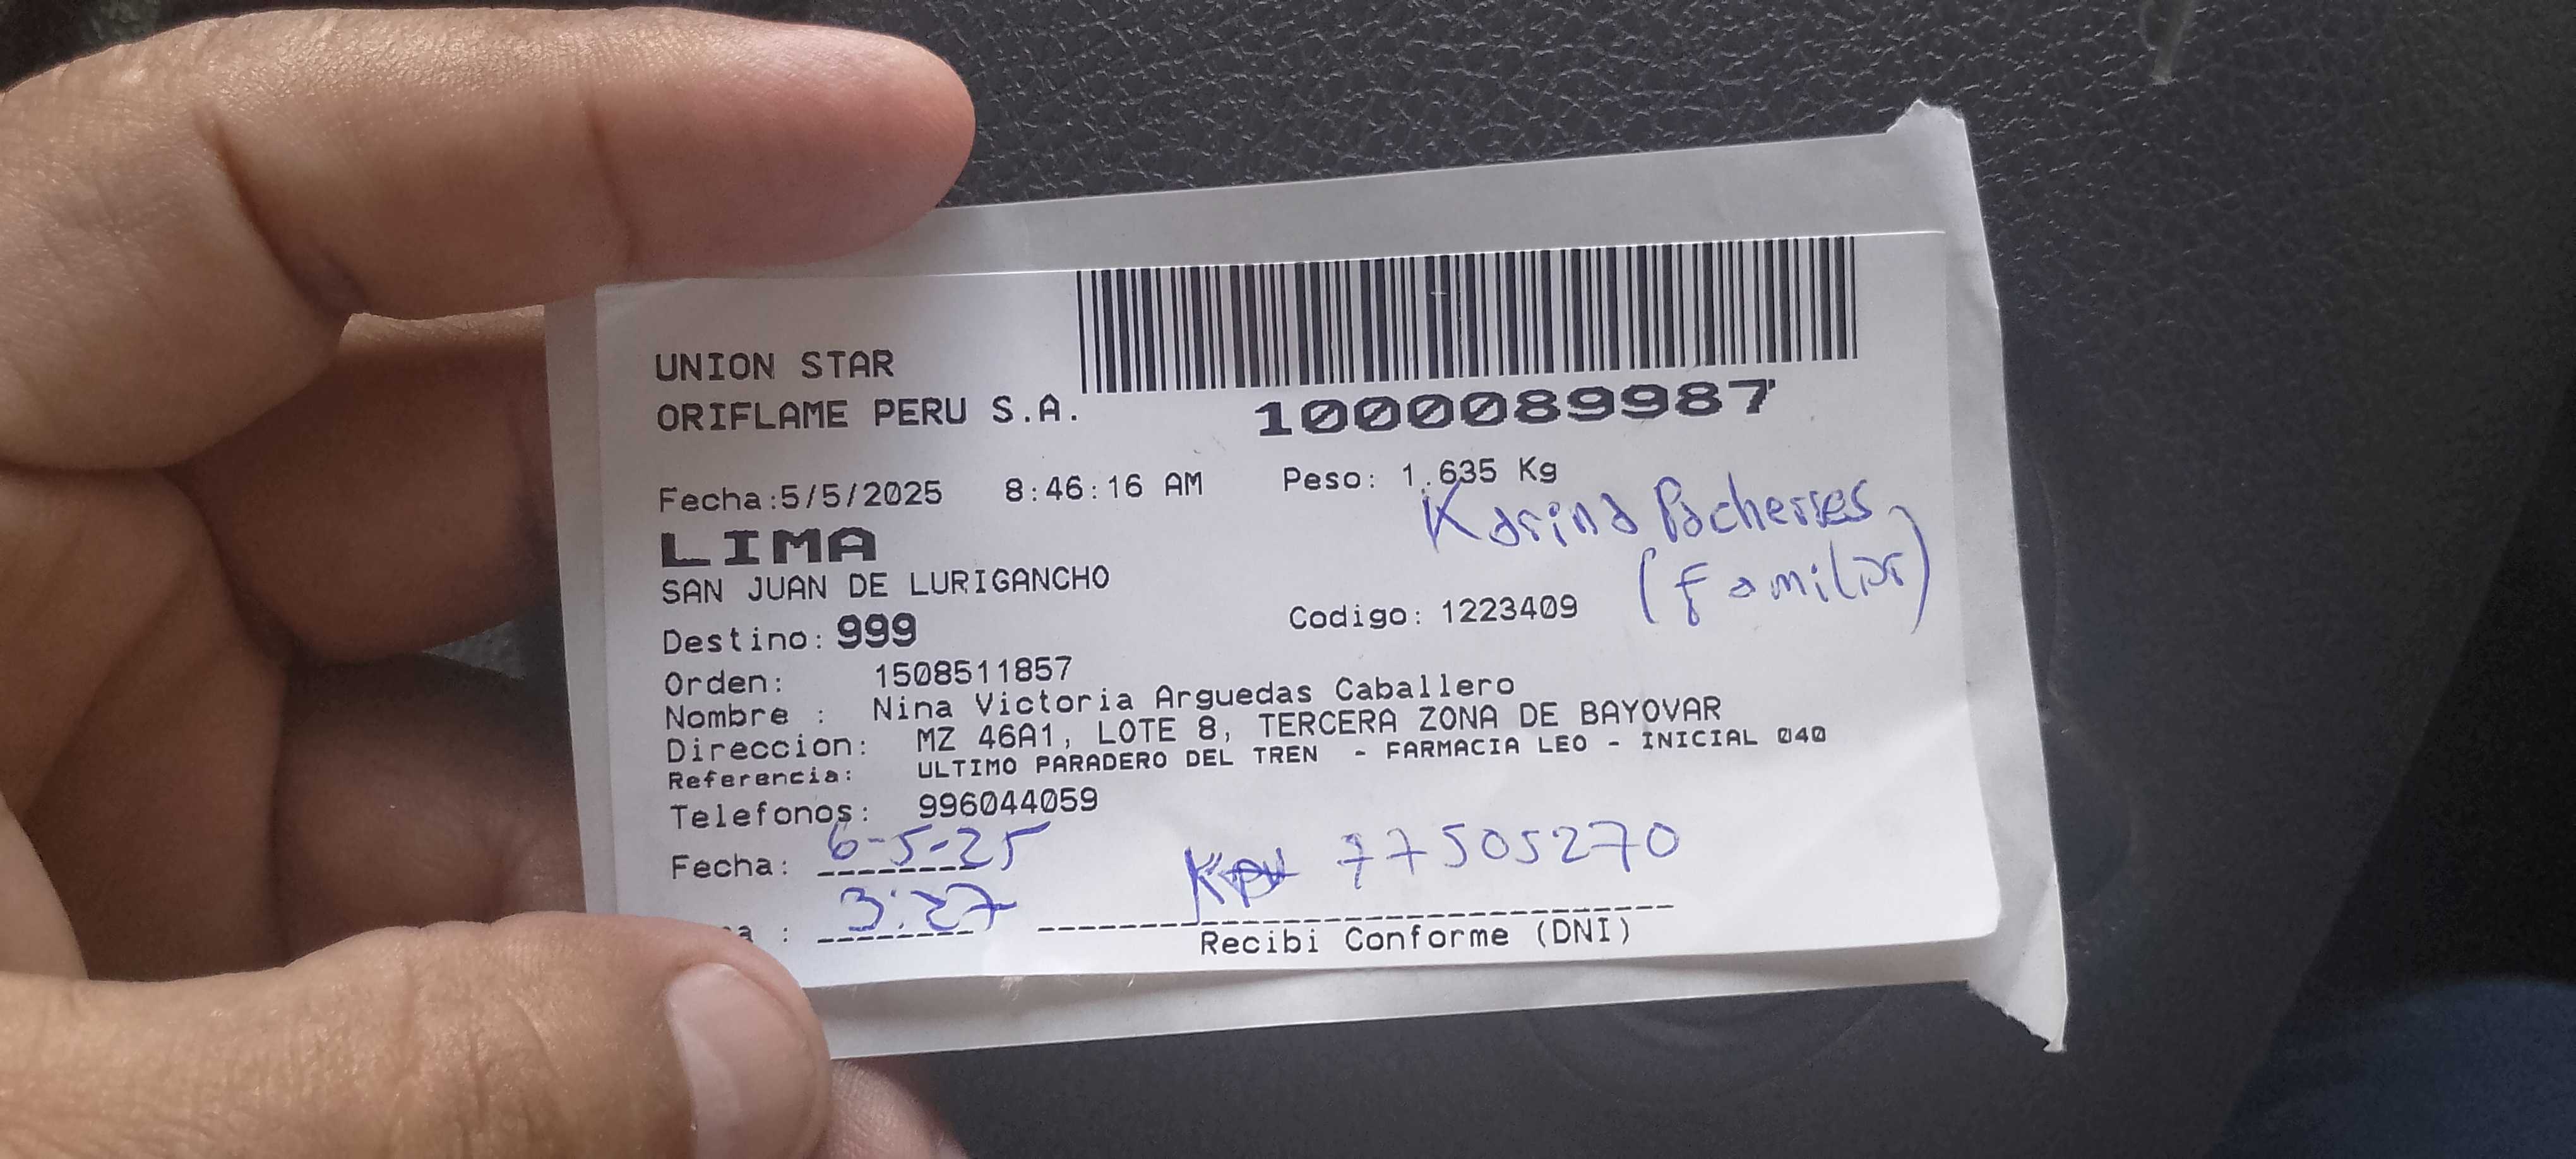 UNION STAR
ORIFLAME PERU S.A.
1000089987
Fecha:5/5/2025 8:46:16 AM Peso: 1.635 Kg
Karina Pacherres
LIMA
(Familiar)
SAN JUAN DE LURIGANCHO
Destino: 999 Codigo: 1223409
Orden: 1508511857
Nombre : Nina Victoria Arguedas Caballero
Direccion: MZ 46A1, LOTE 8, TERCERA ZONA DE BAYOVAR
Referencia: ULTIMO PARADERO DEL TREN - FARMACIA LEO - INICIAL 040
Telefonos: 996044059
Fecha: 6-5-25 77505270
: 3:27
Recibi Conforme (DNI)